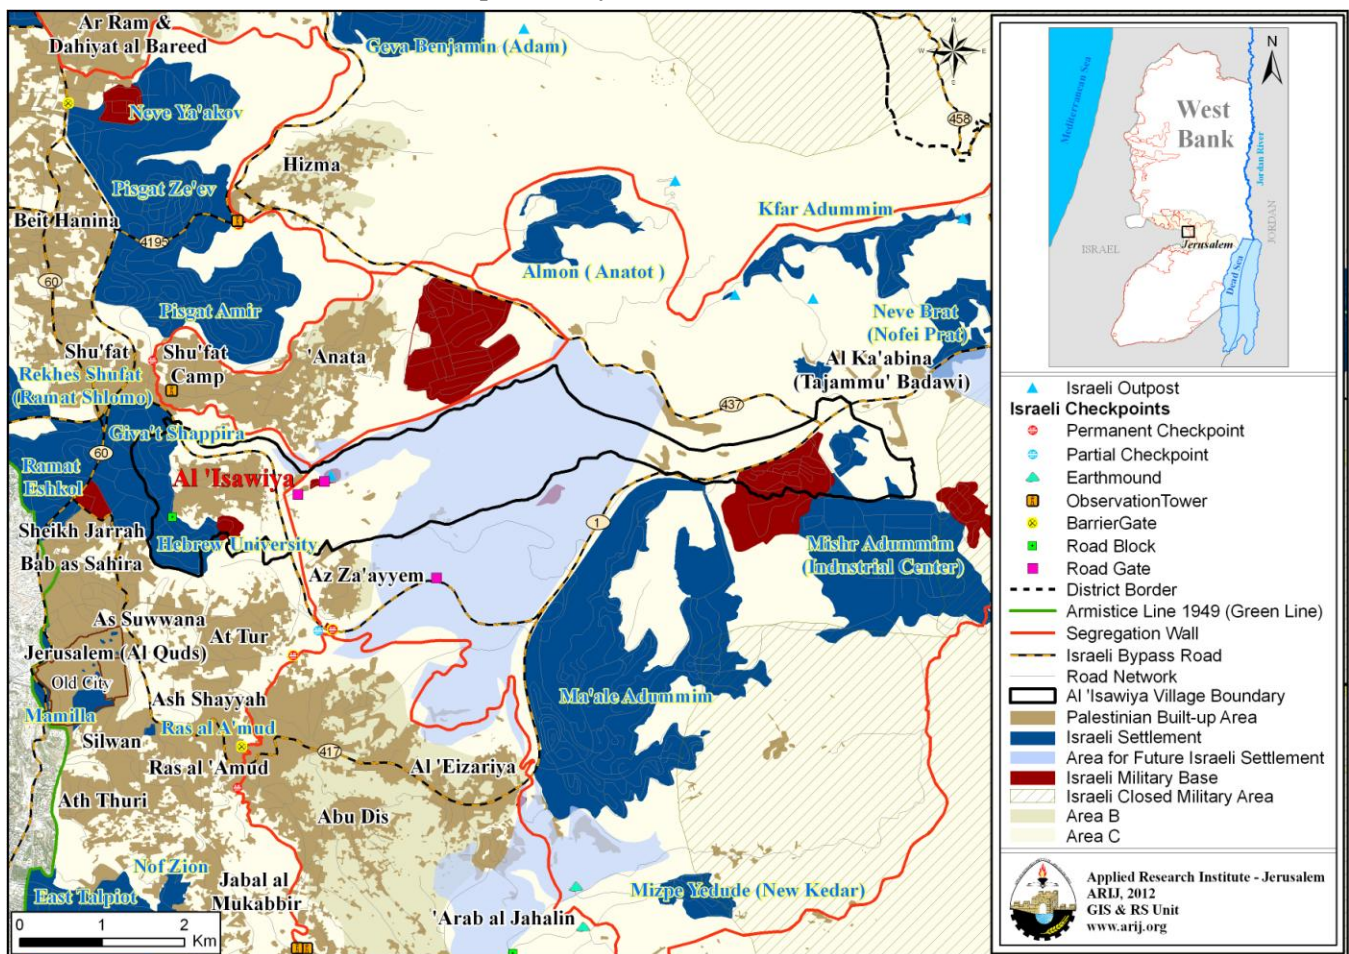 Ar Ram &
Dahiyat al Bareed
Geva Benjamin (Adam)
Neve Ya'akov
458
Hizma
Pisgat Ze'ev
Kfar Adummim
Beit Hanina
4195
Almon ( Anatot )
60
Pisgat Amir
Neve Brat
(Nofei Prat)
Shu'fat
Shu'fat
Camp
'Anata
Al Ka'abina
(Tajammu' Badawi)
Rekhes Shufat
(Ramat Shlomo)
437
Giva't Shappira
60
Ramat
Eshkol
Al 'Isawiya
Sheikh Jarrah
1
Hebrew University
Mishr Adummim
(Industrial Center)
Bab as Sahira
Az Za'ayyem
As Suwwana
At Tur
Jerusalem (Al Quds)
Old City
Ash Shayyah
Ma'ale Adummim
Mamilla
Ras al A'mud
Silwan
417
Ras al 'Amud
Al 'Eizariya
Ath Thuri
Abu Dis
Nof Zion
East Talpiot
Jabal al
Mukabbir
Mizpe Yedude (New Kedar)
'Arab al Jahalin
0 1 2
Km
N
W E
S
N
Mediterranean Sea
West
Bank
Jordan River
JORDAN
ISRAEL
Jerusalem
Dead Sea
Israeli Outpost
Israeli Checkpoints
Permanent Checkpoint
Partial Checkpoint
Earthmound
ObservationTower
BarrierGate
Road Block
Road Gate
District Border
Armistice Line 1949 (Green Line)
Segregation Wall
Israeli Bypass Road
Road Network
Al 'Isawiya Village Boundary
Palestinian Built-up Area
Israeli Settlement
Area for Future Israeli Settlement
Israeli Military Base
Israeli Closed Military Area
Area B
Area C
Applied Research Institute - Jerusalem
ARIJ, 2012
GIS & RS Unit
www.arij.org